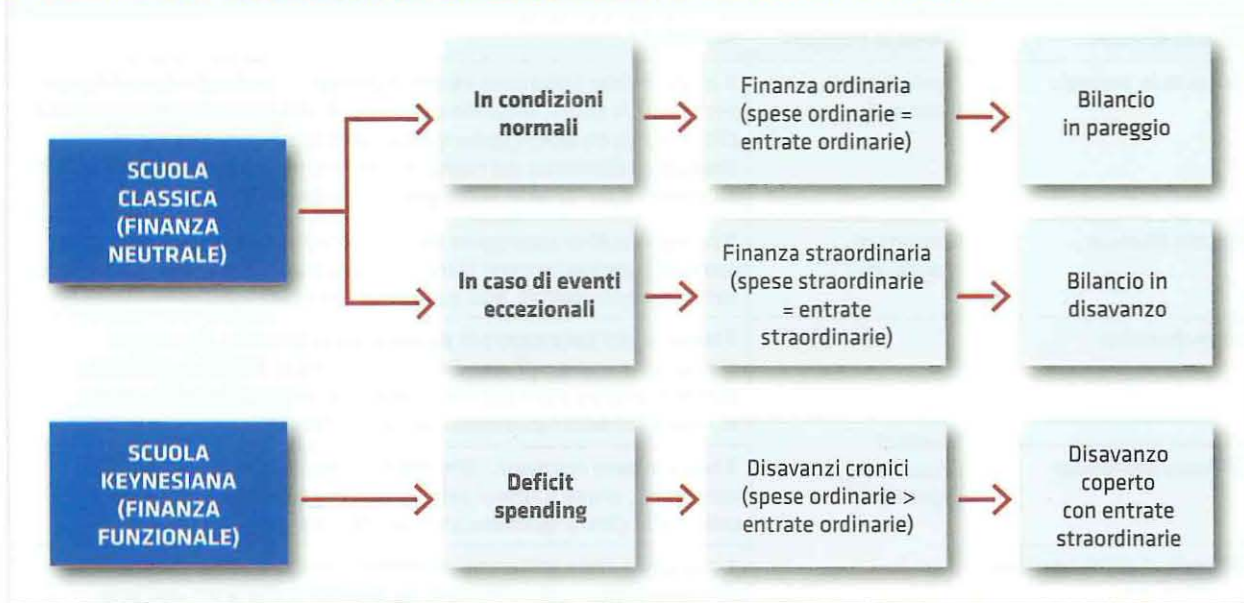 SCUOLA
CLASSICA
(FINANZA
NEUTRALE)
In condizioni
normali
Finanza ordinaria
(spese ordinarie =
entrate ordinarie)
Bilancio
in pareggio
In caso di eventi
eccezionali
Finanza straordinaria
(spese straordinarie
= entrate
straordinarie)
Bilancio in
disavanzo
SCUOLA
KEYNESIANA
(FINANZA
FUNZIONALE)
Deficit
spending
Disavanzi cronici
(spese ordinarie >
entrate ordinarie)
Disavanzo
coperto
con entrate
straordinarie